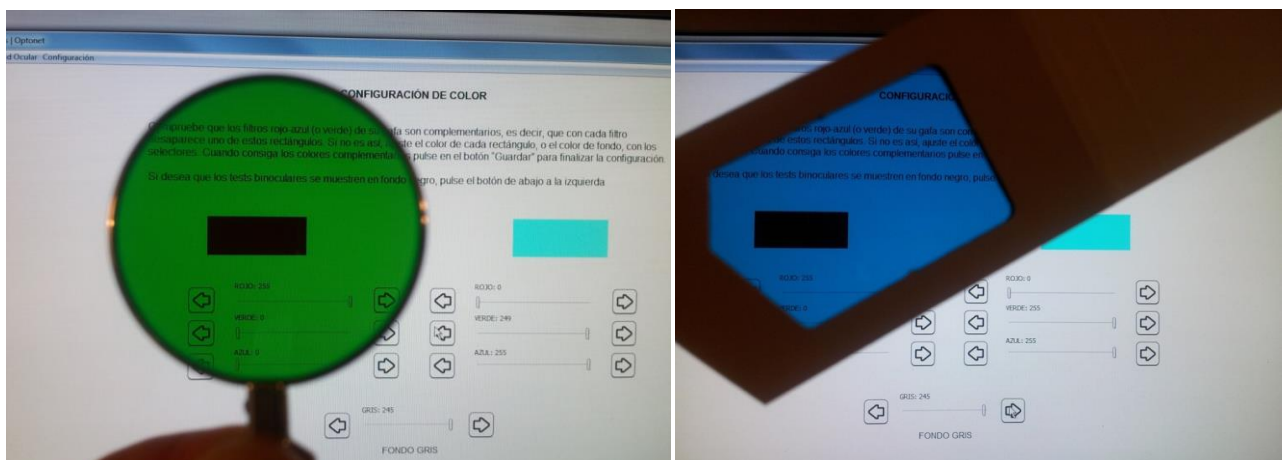 | Optonet
d Ocular Configuración
CONFIGURACIÓN DE COLOR
Compruebe que los filtros rojo-azul (o verde) de su gafa son complementarios, es decir, que con cada filtro
desaparece uno de estos rectángulos. Si no es así, ajuste el color de cada rectángulo, o el color de fondo, con los
selectores. Cuando consiga los colores complementarios pulse en el botón "Guardar" para finalizar la configuración.
Si desea que los tests binoculares se muestren en fondo negro, pulse el botón de abajo a la izquierda
ROJO: 255
VERDE: 0
AZUL: 0
ROJO: 0
VERDE: 249
AZUL: 255
GRIS: 245
FONDO GRIS
CONFIGURACIÓ
filtros rojo-azul (o verde) de su gafa son com
de estos rectángulos. Si no es así, ajuste el colo
uando consiga los colores complementarios pulse en
desea que los tests binoculares se muestren en fondo negro, pulse
ROJO: 255
VERDE: 0
ROJO: 0
VERDE: 255
AZUL: 255
GRIS: 245
FONDO GRIS